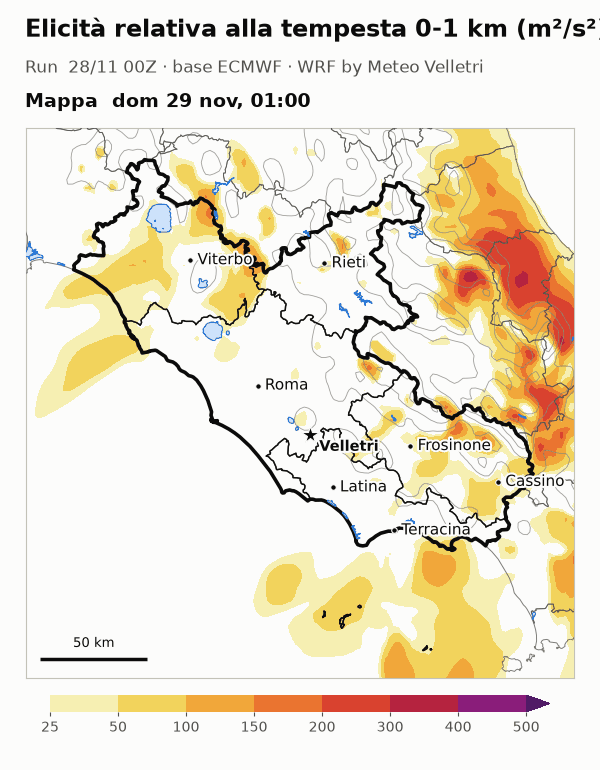 Elicità relativa alla tempesta 0-1 km (m²/s²)
Run  28/11 00Z · base ECMWF · WRF by Meteo Velletri
Mappa  dom 29 nov, 01:00
Viterbo
Rieti
Roma
Velletri
Frosinone
Cassino
Latina
Terracina
50 km
25 50 100 150 200 300 400 500